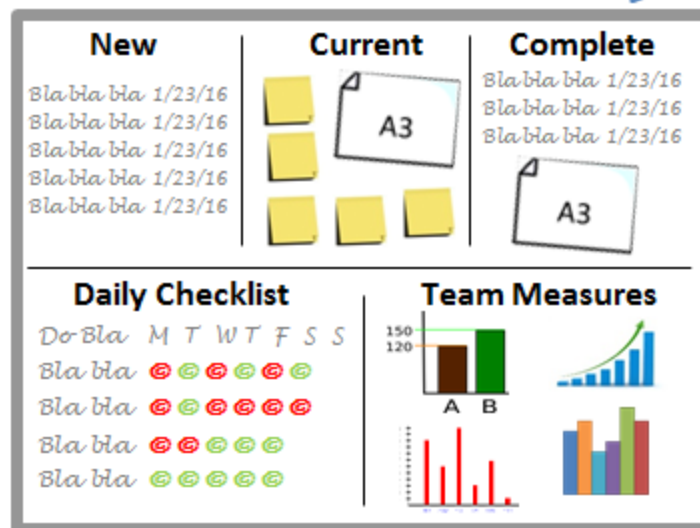 New
Bla bla bla 1/23/16
Bla bla bla 1/23/16
Bla bla bla 1/23/16
Bla bla bla 1/23/16
Bla bla bla 1/23/16
Current
A3
Complete
Bla bla bla 1/23/16
Bla bla bla 1/23/16
Bla bla bla 1/23/16
A3
Daily Checklist
Do Bla M T W T F S S
Bla bla © © © © © ©
Bla bla © © © © © ©
Bla bla © © © © ©
Bla bla © © © © ©
Team Measures
150
120
A B